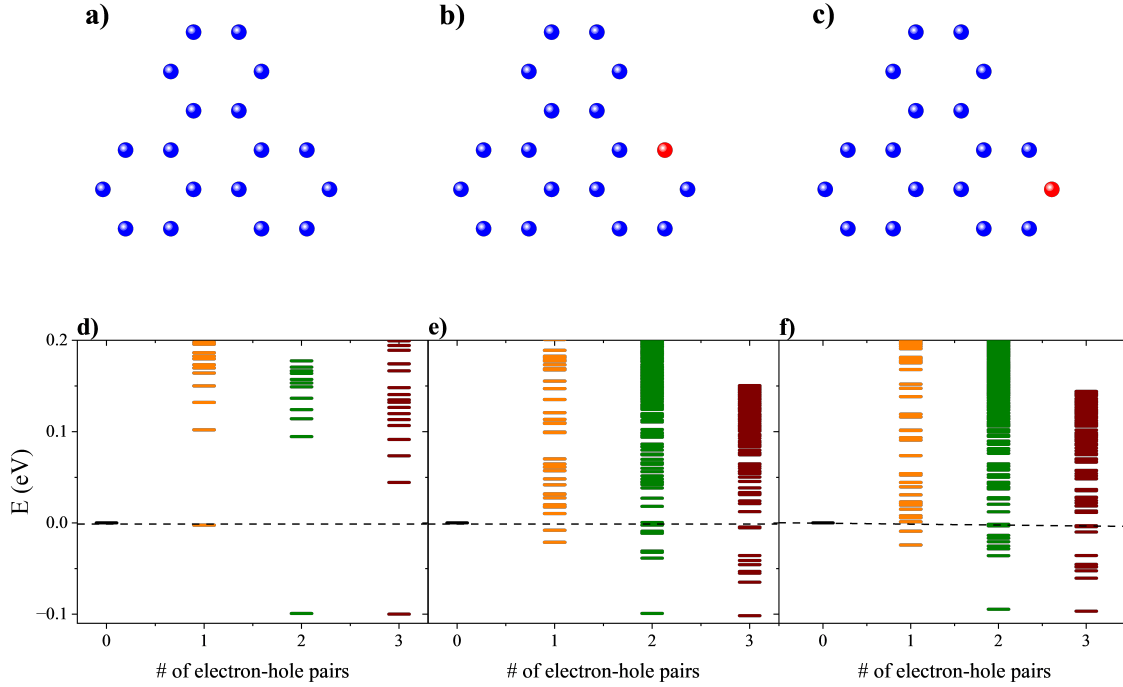 a) b) c)
d) e) f)
E (eV)
0.2
0.1
0.0
−0.1
0 1 2 3 0 1 2 3 0 1 2 3
# of electron-hole pairs # of electron-hole pairs # of electron-hole pairs